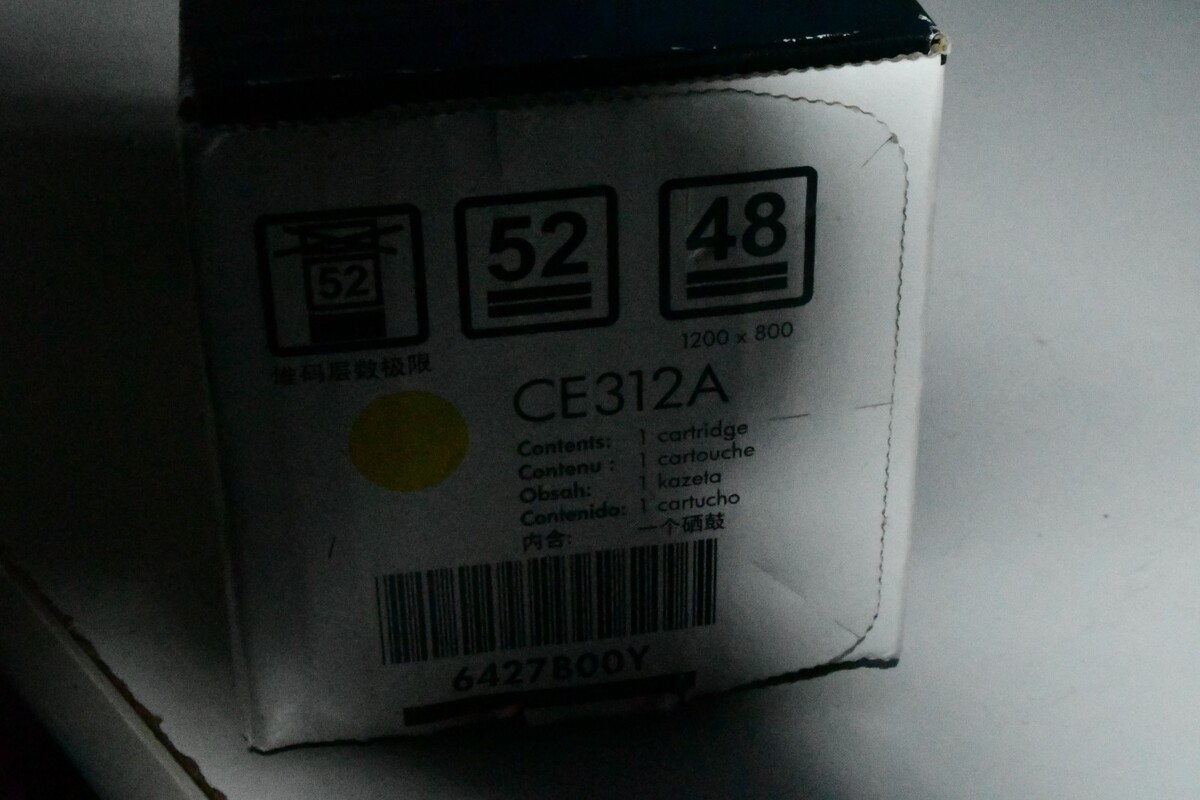 52
52
48
1200 x 800
堆码层数极限
CE312A
Contents: 1 cartridge
Contenu : 1 cartouche
Obsah: 1 kazeta
Contenido: 1 cartucho
内含: 一个硒鼓
6427B00Y